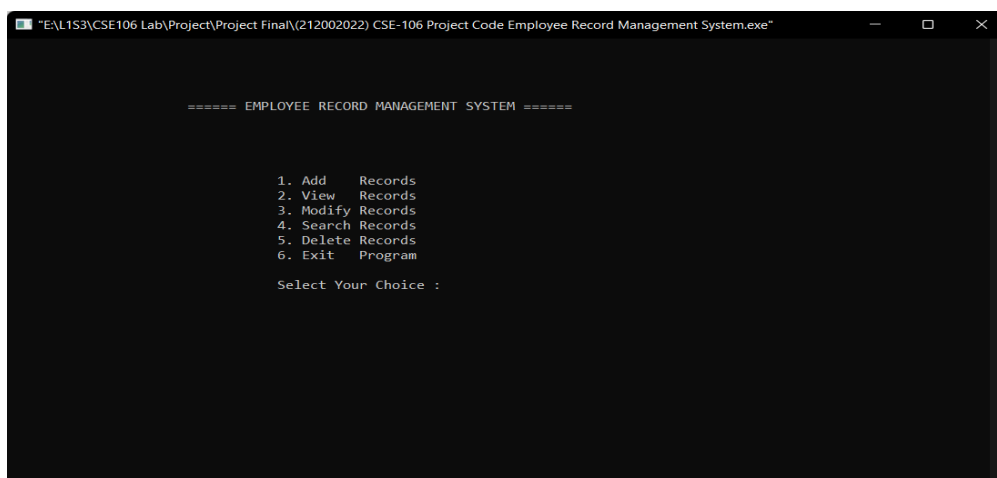 "E:\L1S3\CSE106 Lab\Project\Project Final\(212002022) CSE-106 Project Code Employee Record Management System.exe"
====== EMPLOYEE RECORD MANAGEMENT SYSTEM ======
1. Add    Records
2. View   Records
3. Modify Records
4. Search Records
5. Delete Records
6. Exit   Program
Select Your Choice :